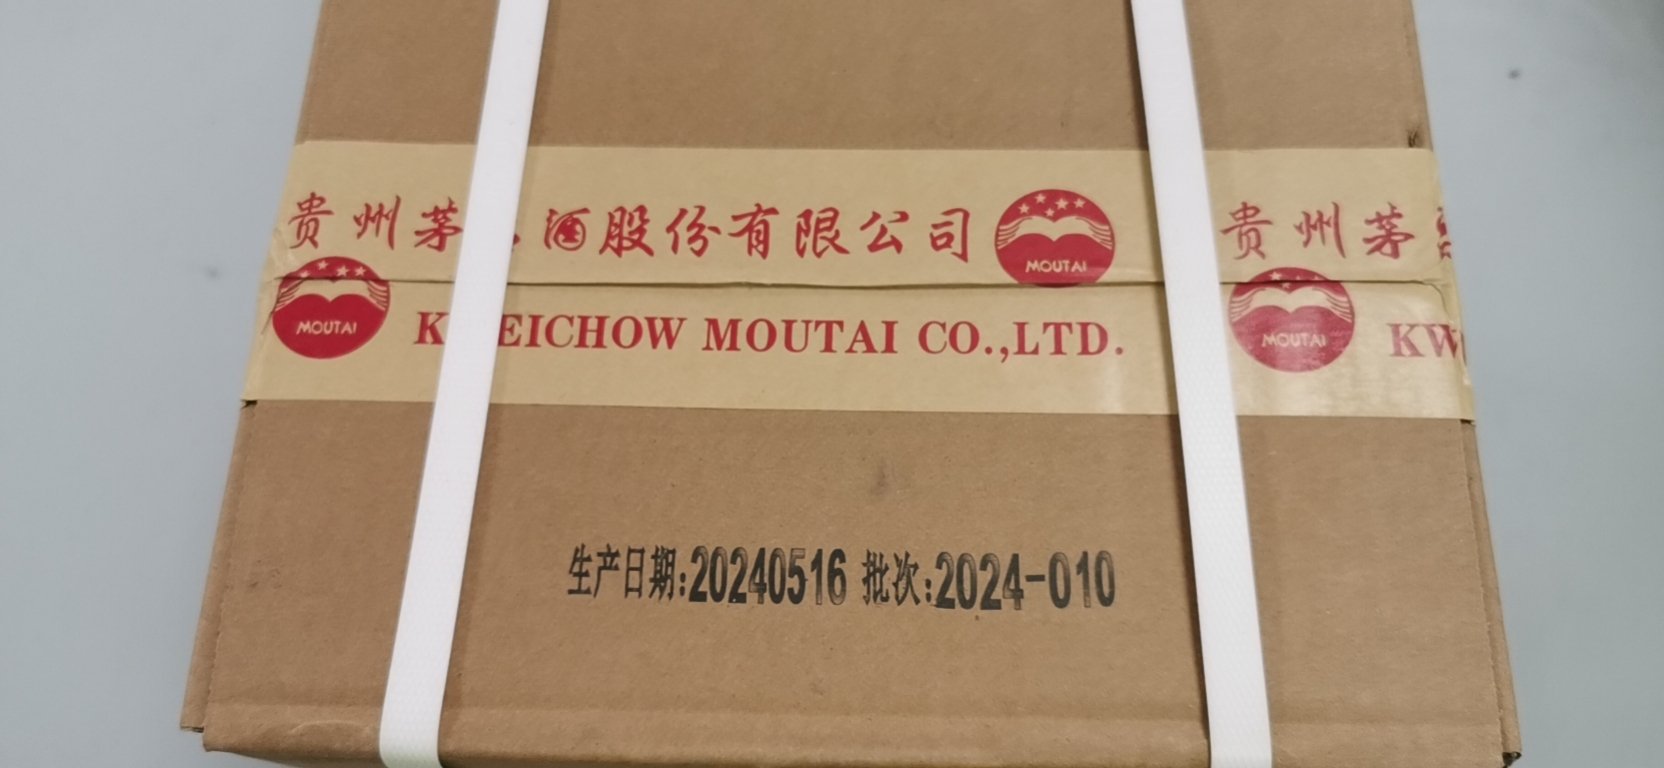 贵州茅 酒股份有限公司 MOUTAI 贵州茅
MOUTAI K EICHOW MOUTAI CO.,LTD. MOUTAI KW
生产日期:20240516 批次:2024-010